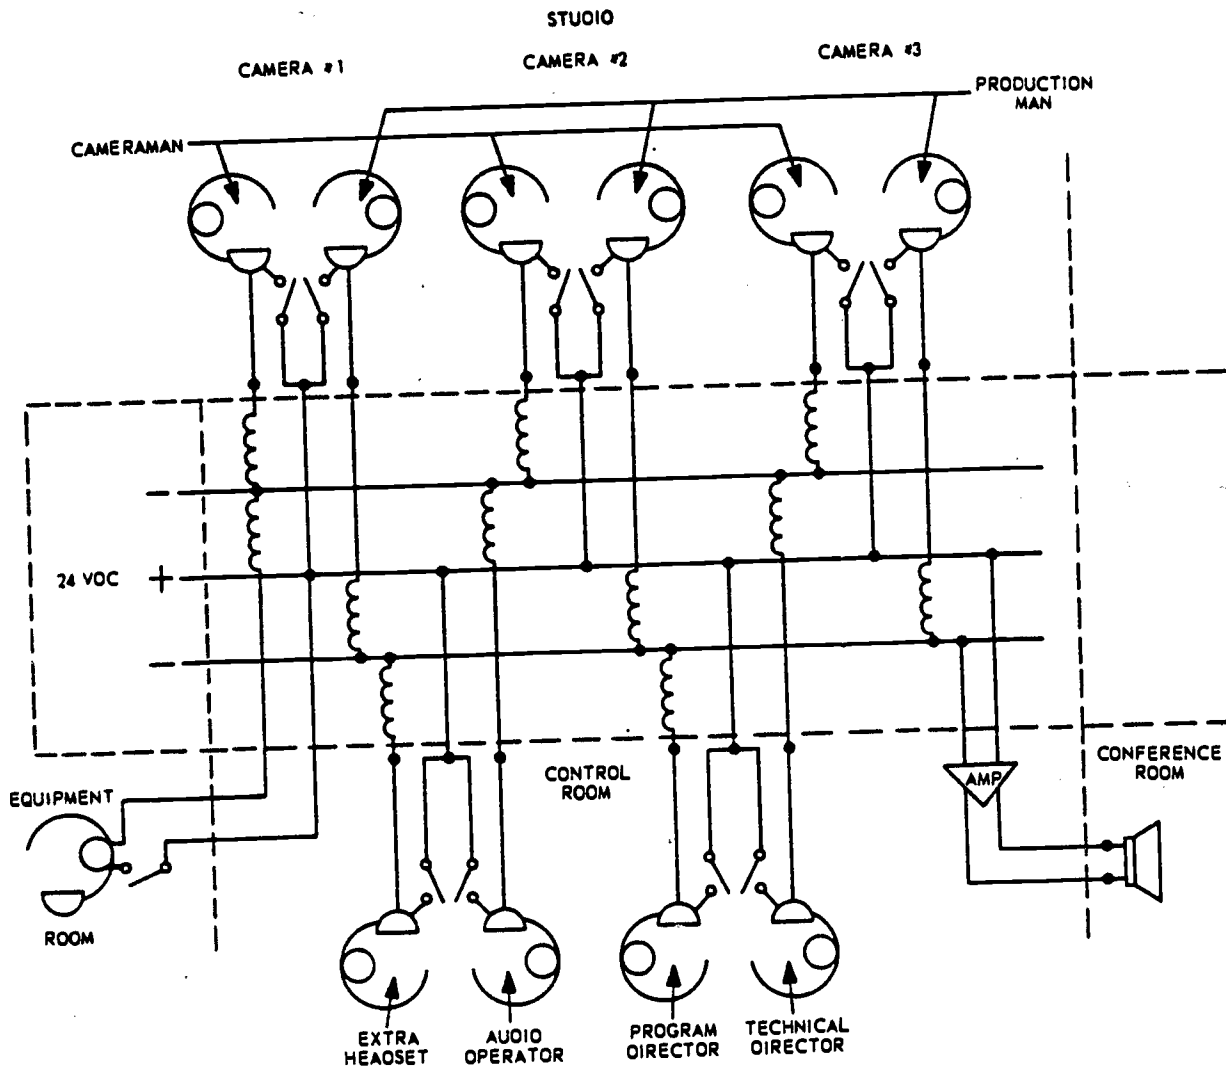 STUDIO
CAMERA #1
CAMERA #2
CAMERA #3
PRODUCTION
MAN
CAMERAMAN
24 VDC
EQUIPMENT
ROOM
CONTROL
ROOM
AMP
CONFERENCE
ROOM
EXTRA
HEADSET
AUDIO
OPERATOR
PROGRAM
DIRECTOR
TECHNICAL
DIRECTOR